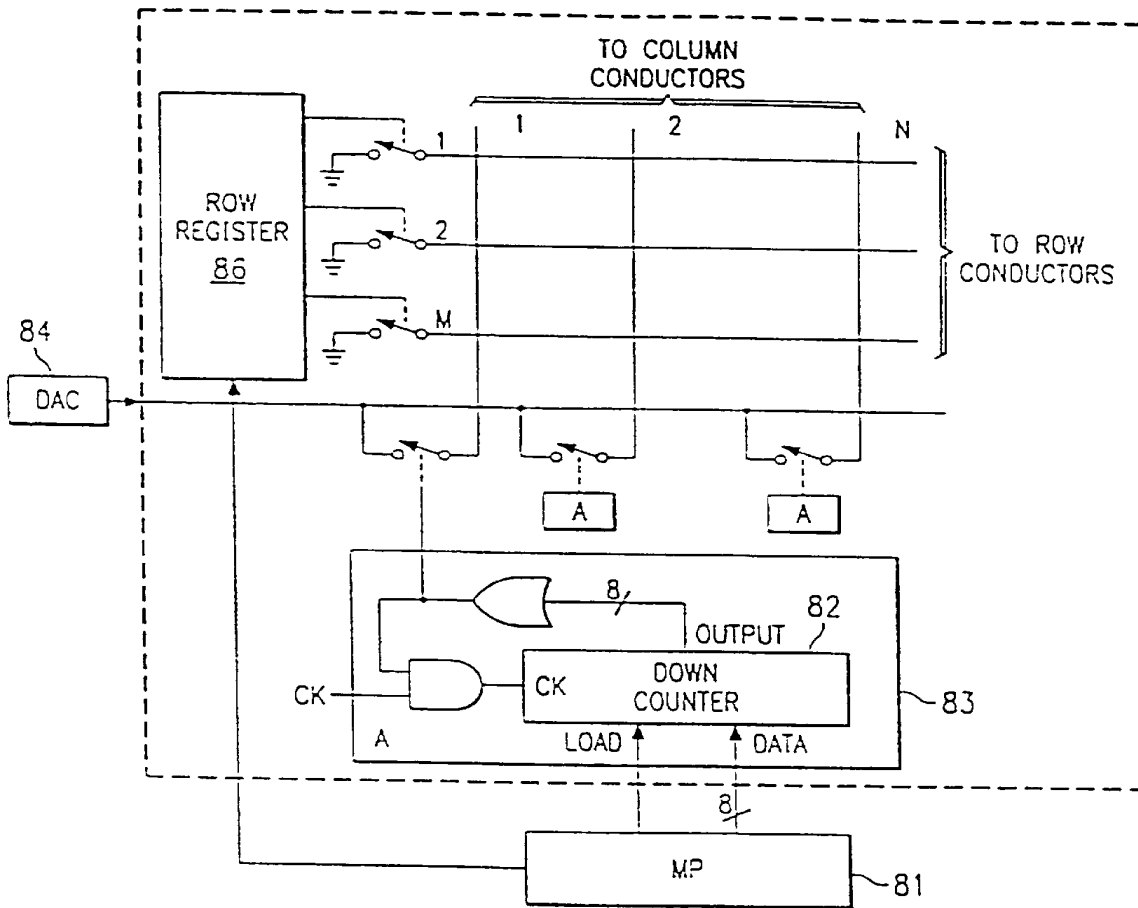 TO COLUMN
CONDUCTORS
1
2
N
1
ROW
REGISTER
86
2
TO ROW
CONDUCTORS
M
84
DAC
A
A
8
OUTPUT
82
CK
CK
DOWN
COUNTER
83
A
LOAD
DATA
8
MP
81